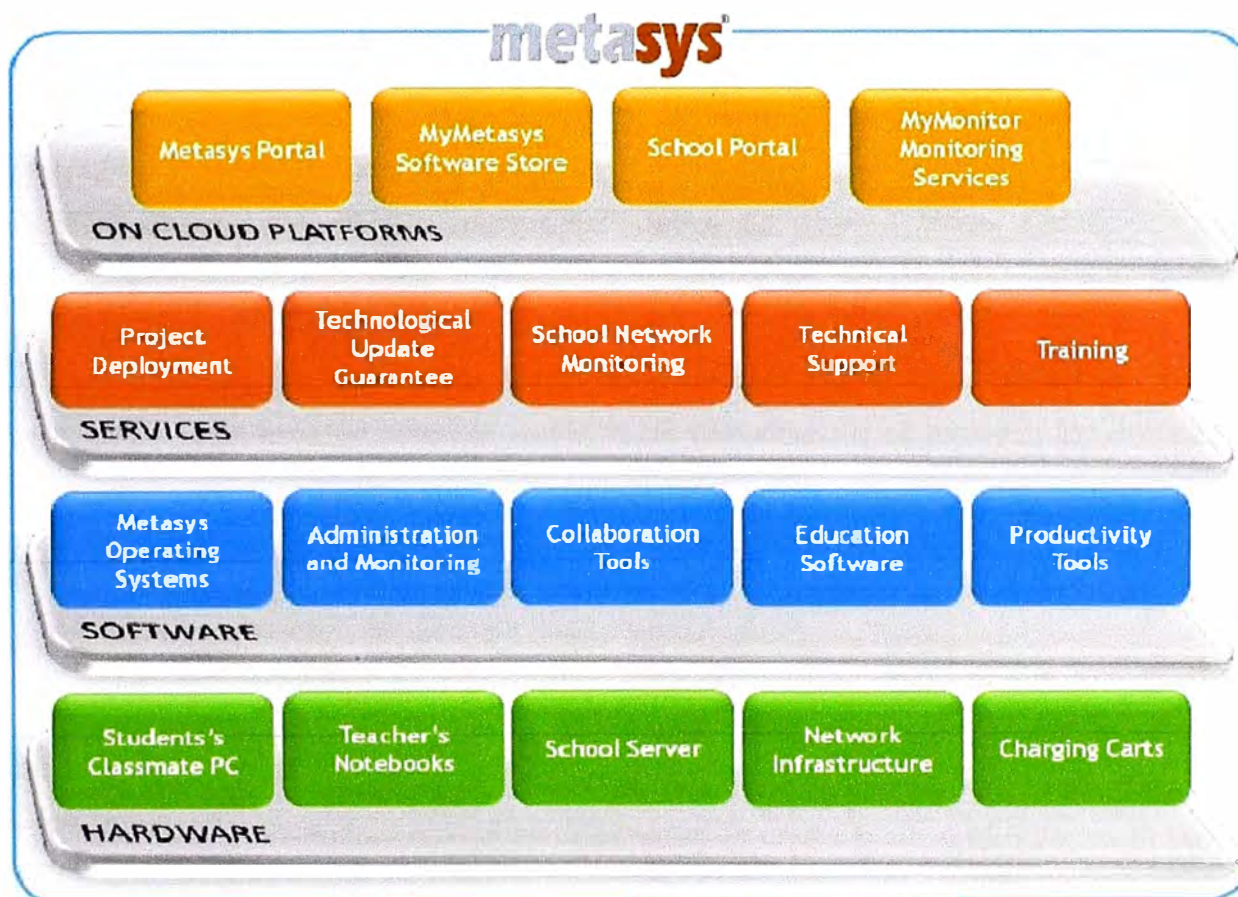 metasys
Metasys Portal
MyMetasys
Software Store
School Portal
MyMonitor
Monitoring
Services
ON CLOUD PLATFORMS
Project
Deployment
Technological
Update
Guarantee
School Network
Monitoring
Technical
Support
Training
SERVICES
Metasys
Operating
Systems
Administration
and Monitoring
Collaboration
Tools
Education
Software
Productivity
Tools
SOFTWARE
Students's
Classmate PC
Teacher's
Notebooks
School Server
Network
Infrastructure
Charging Carts
HARDWARE